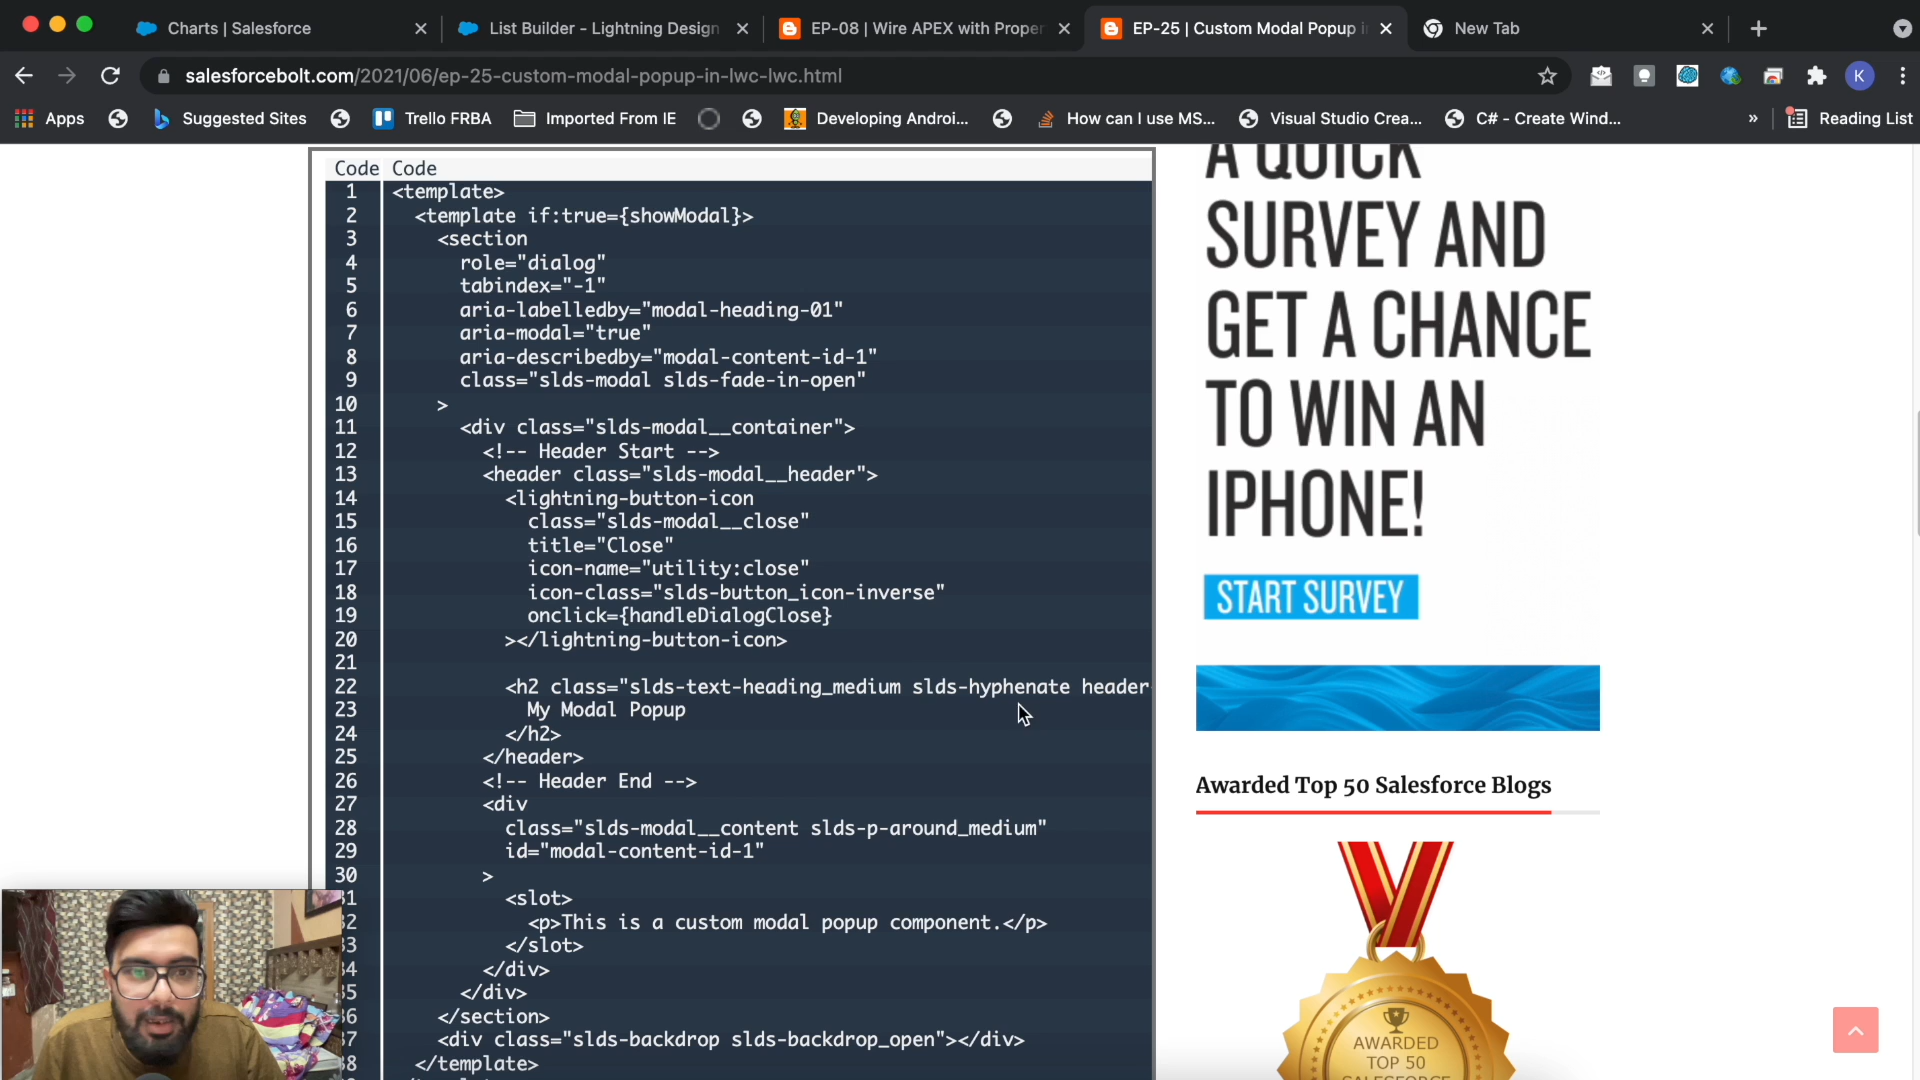 Charts | Salesforce
List Builder - Lightning Design
EP-08 | Wire APEX with Proper
EP-25 | Custom Modal Popup i
New Tab
salesforcebolt.com/2021/06/ep-25-custom-modal-popup-in-lwc-lwc.html
K
Apps
Suggested Sites
Trello FRBA
Imported From IE
Developing Androi...
How can I use MS...
Visual Studio Crea...
C# - Create Wind...
»
Reading List
Code Code
1 <template>
2 <template if:true={showModal}>
3 <section
4 role="dialog"
5 tabindex="-1"
6 aria-labelledby="modal-heading-01"
7 aria-modal="true"
8 aria-describedby="modal-content-id-1"
9 class="slds-modal slds-fade-in-open"
10 >
11 <div class="slds-modal__container">
12 <!-- Header Start -->
13 <header class="slds-modal__header">
14 <lightning-button-icon
15 class="slds-modal__close"
16 title="Close"
17 icon-name="utility:close"
18 icon-class="slds-button_icon-inverse"
19 onclick={handleDialogClose}
20 ></lightning-button-icon>
21
22 <h2 class="slds-text-heading_medium slds-hyphenate header-
23 My Modal Popup
24 </h2>
25 </header>
26 <!-- Header End -->
27 <div
28 class="slds-modal__content slds-p-around_medium"
29 id="modal-content-id-1"
30 >
31 <slot>
32 <p>This is a custom modal popup component.</p>
33 </slot>
34 </div>
35 </div>
36 </section>
37 <div class="slds-backdrop slds-backdrop_open"></div>
38 </template>
A QUICK
SURVEY AND
GET A CHANCE
TO WIN AN
IPHONE!
START SURVEY
Awarded Top 50 Salesforce Blogs
AWARDED
TOP 50